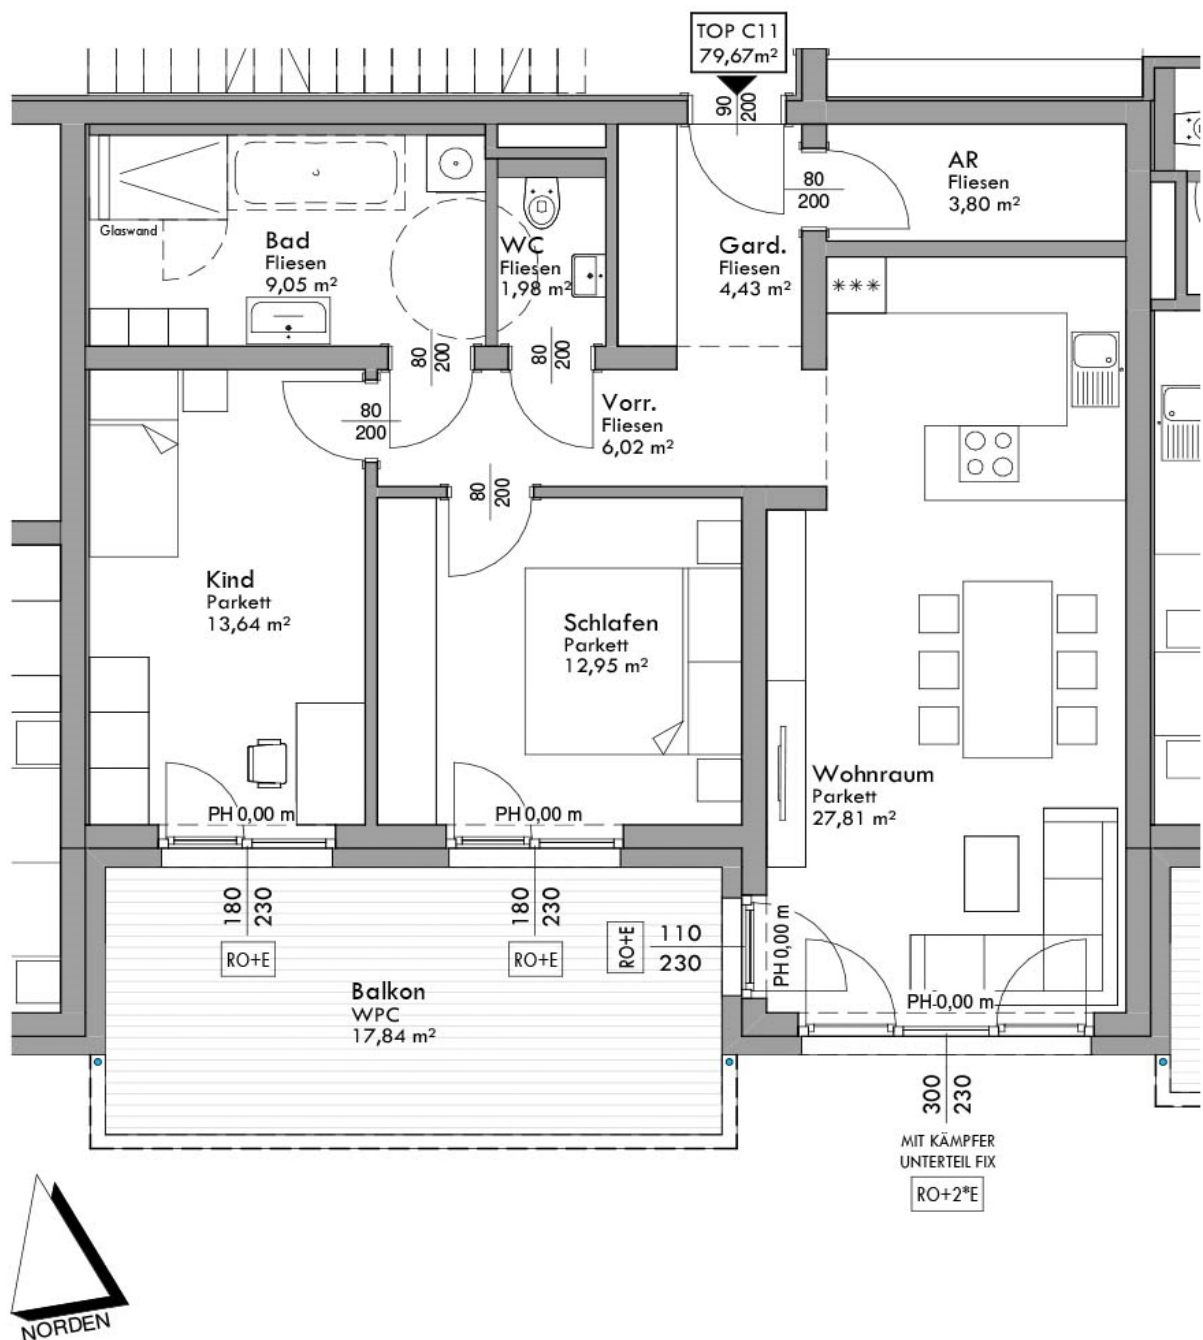 TOP C11
79,67m²
90
200
AR
Fliesen
3,80 m²
80
200
Glaswand
Bad
Fliesen
9,05 m²
WC
Fliesen
1,98 m²
Gard.
Fliesen
4,43 m²
***
80
200
80
200
80
200
Vorr.
Fliesen
6,02 m²
80
200
Kind
Parkett
13,64 m²
Schlafen
Parkett
12,95 m²
Wohnraum
Parkett
27,81 m²
PH 0,00 m
PH 0,00 m
180
230
RO+E
180
230
RO+E
RO+E
110
230
PH 0,00 m
PH 0,00 m
Balkon
WPC
17,84 m²
300
230
MIT KÄMPFER
UNTERTEIL FIX
RO+2*E
NORDEN